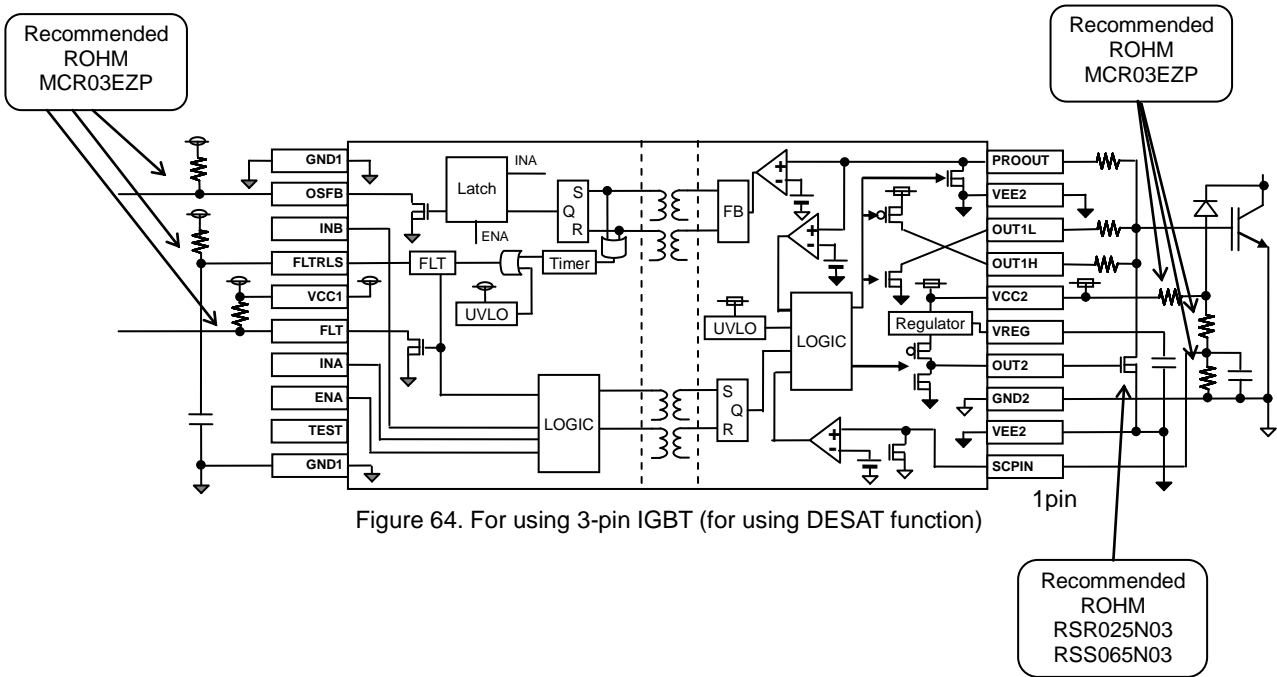 Recommended
ROHM
MCR03EZP
Recommended
ROHM
MCR03EZP
GND1
OSFB
INB
FLTRLS
VCC1
FLT
INA
ENA
TEST
GND1
INA
Latch
ENA
S
Q
R
FLT
Timer
UVLO
LOGIC
FB
S
Q
R
+
-
+
-
UVLO
LOGIC
Regulator
+
-
PROOUT
VEE2
OUT1L
OUT1H
VCC2
VREG
OUT2
GND2
VEE2
SCPIN
1pin
Figure 64. For using 3-pin IGBT (for using DESAT function)
Recommended
ROHM
RSR025N03
RSS065N03